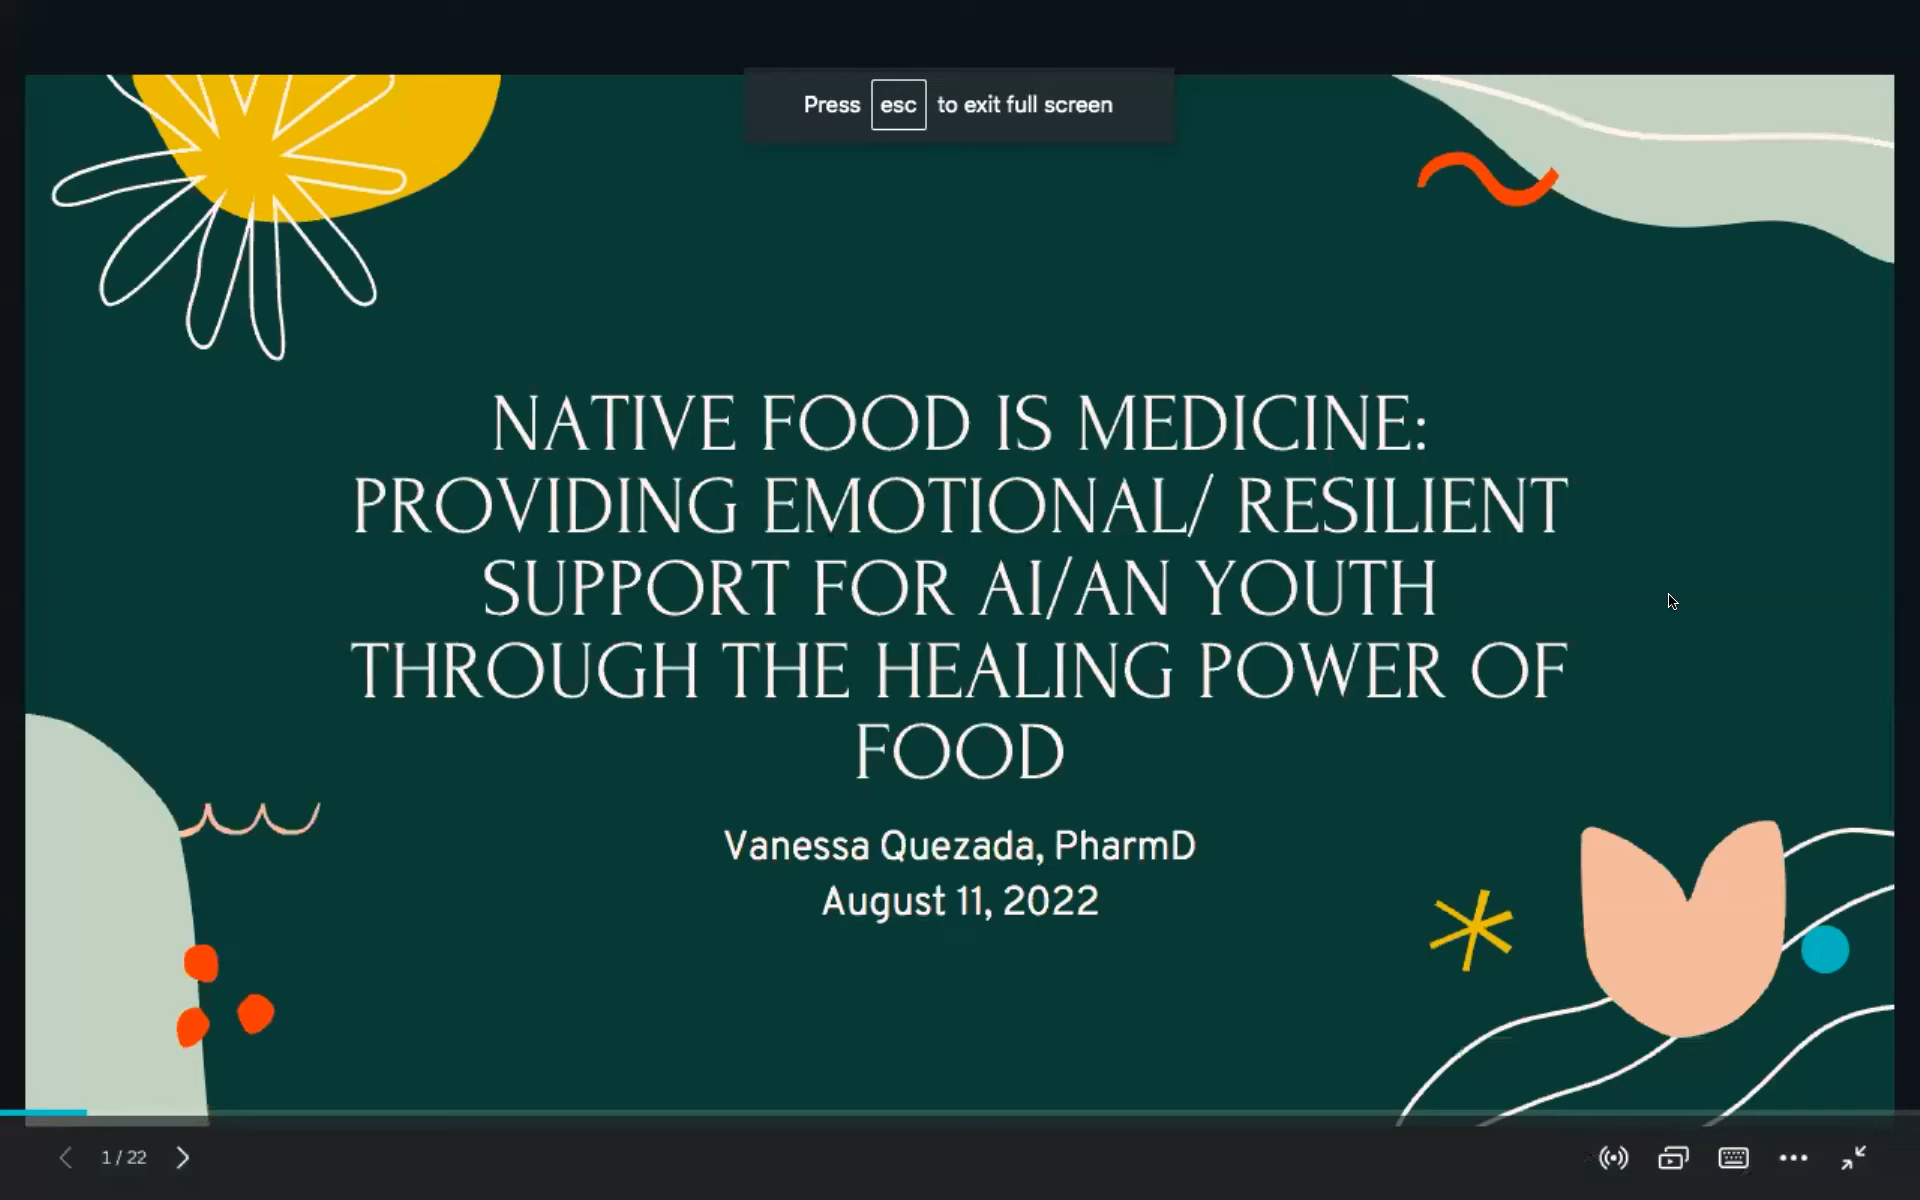 Press esc to exit full screen
NATIVE FOOD IS MEDICINE:
PROVIDING EMOTIONAL/ RESILIENT
SUPPORT FOR AI/AN YOUTH
THROUGH THE HEALING POWER OF
FOOD
Vanessa Quezada, PharmD
August 11, 2022
1 / 22